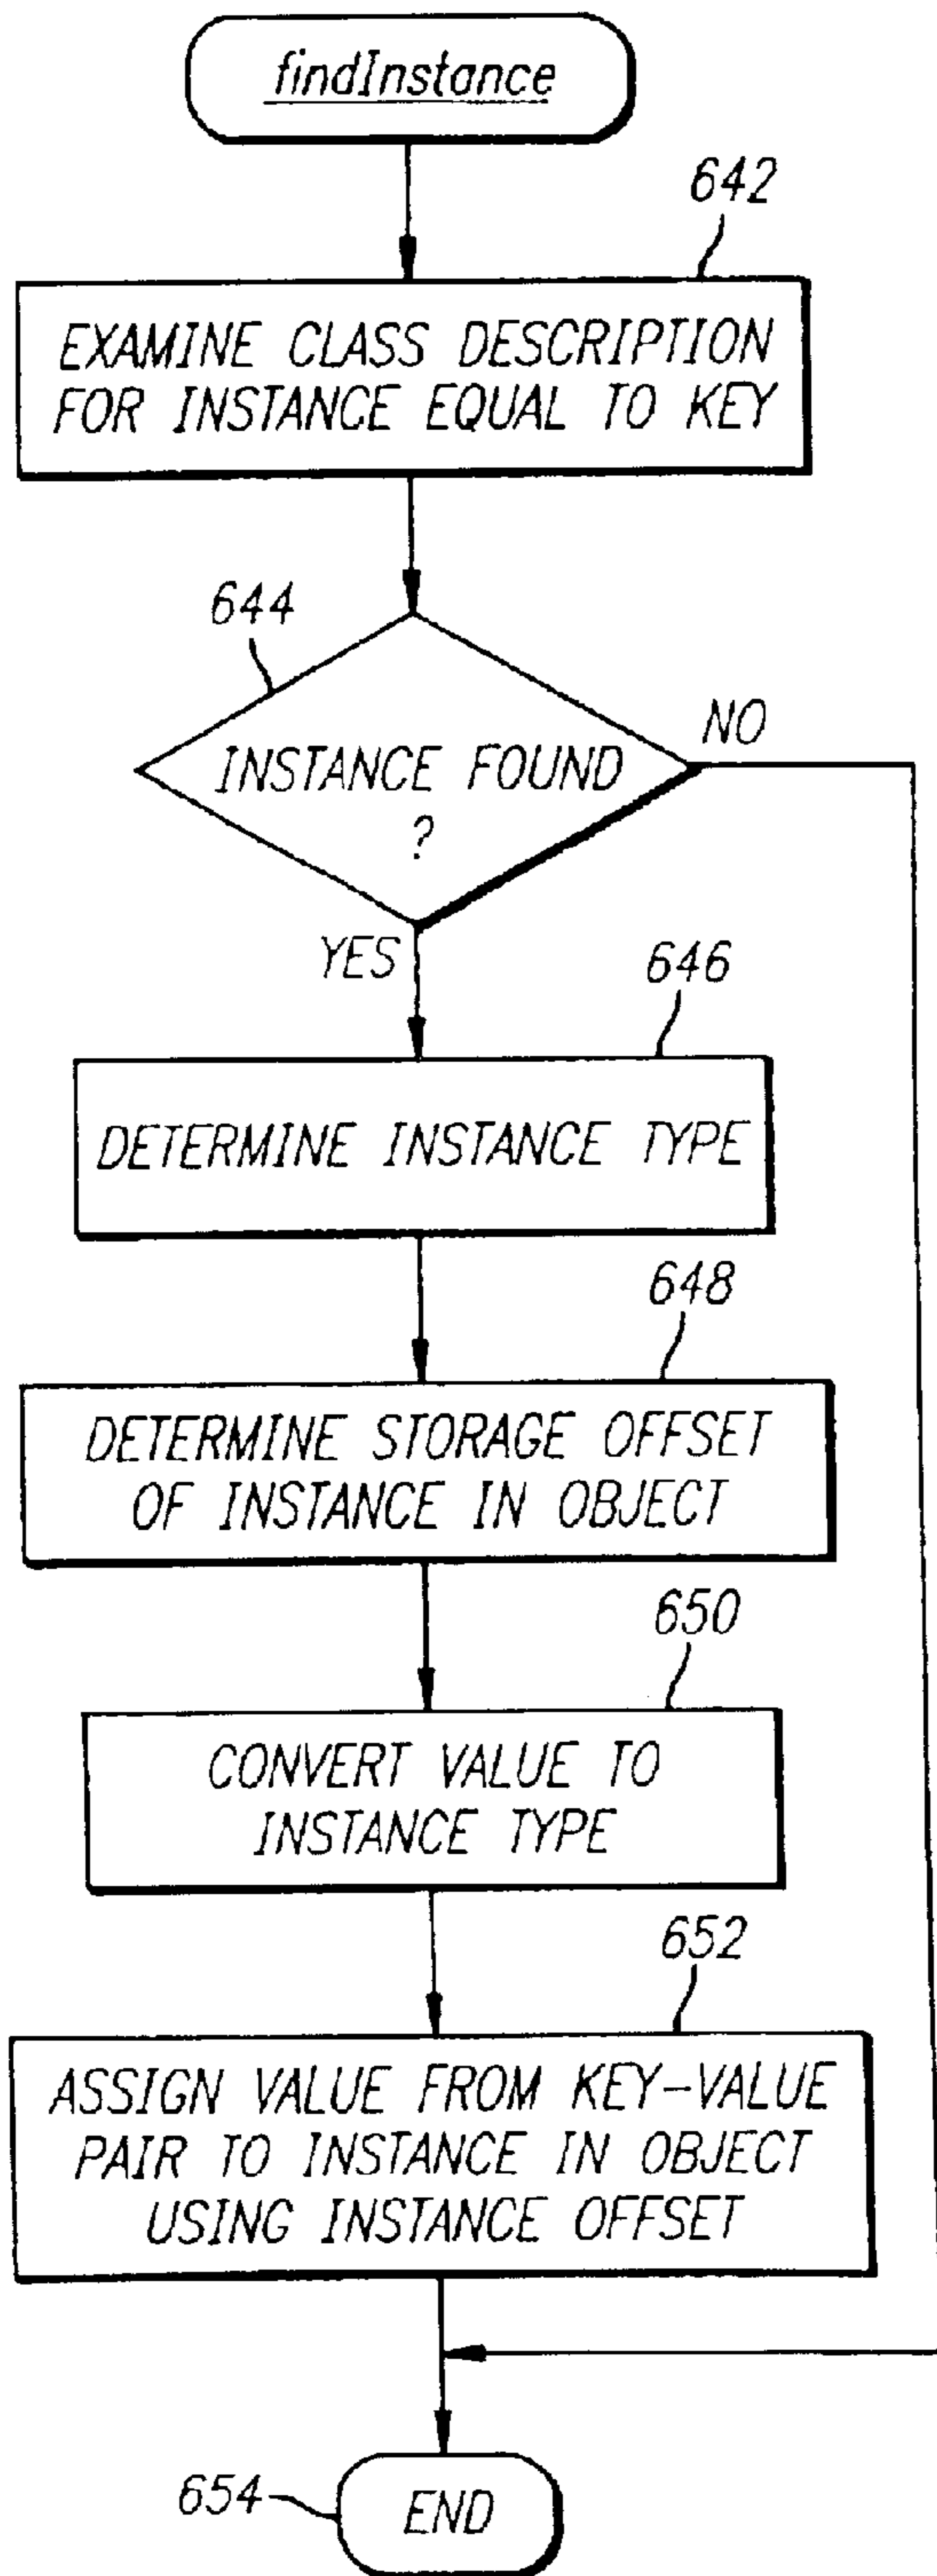 findInstance
642
EXAMINE CLASS DESCRIPTION
FOR INSTANCE EQUAL TO KEY
644
INSTANCE FOUND
?
NO
YES
646
DETERMINE INSTANCE TYPE
648
DETERMINE STORAGE OFFSET
OF INSTANCE IN OBJECT
650
CONVERT VALUE TO
INSTANCE TYPE
652
ASSIGN VALUE FROM KEY-VALUE
PAIR TO INSTANCE IN OBJECT
USING INSTANCE OFFSET
654
END